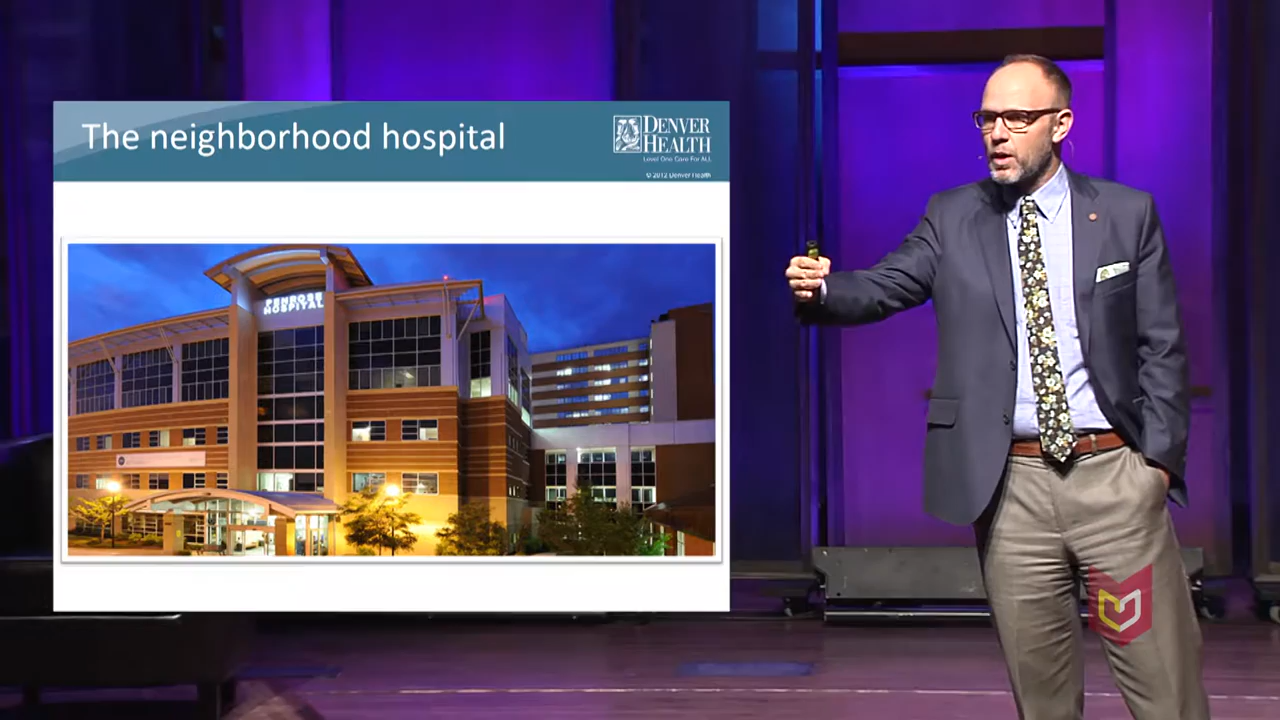 The neighborhood hospital
DENVER
HEALTH
Level One Care For ALL
© 2012 Denver Health
PENROSE
HOSPITAL